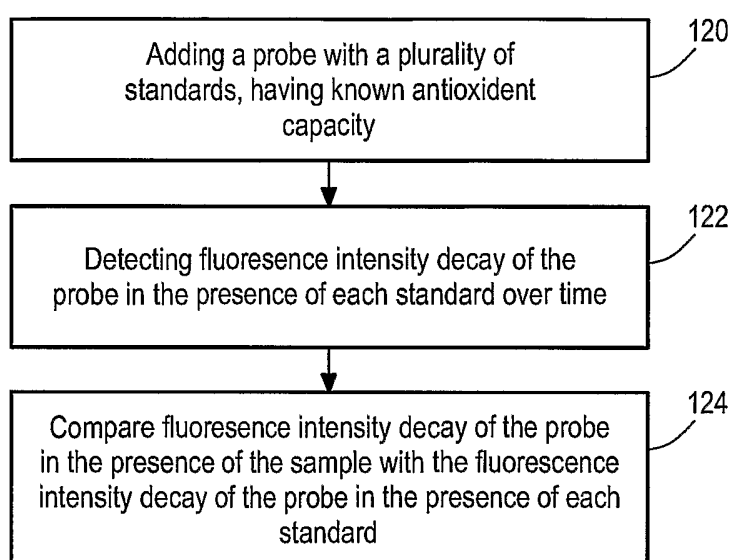 120
Adding a probe with a plurality of
standards, having known antioxident
capacity
122
Detecting fluoresence intensity decay of the
probe in the presence of each standard over time
124
Compare fluoresence intensity decay of the probe
in the presence of the sample with the fluorescence
intensity decay of the probe in the presence of each
standard